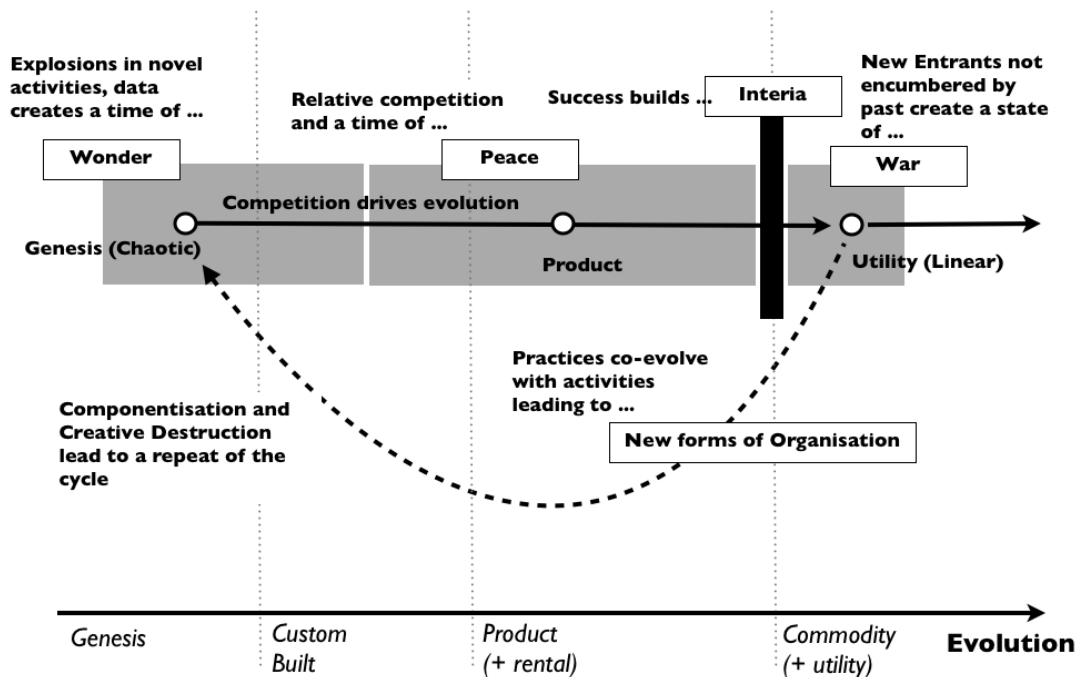 Explosions in novel
activities, data
creates a time of ...
Wonder
Relative competition
and a time of ...
Peace
Success builds ...
Interia
New Entrants not
encumbered by
past create a state
of ...
War
Competition drives evolution
Genesis (Chaotic)
Product
Utility (Linear)
Practices co-evolve
with activities
leading to ...
New forms of Organisation
Componentisation and
Creative Destruction
lead to a repeat of the
cycle
Genesis
Custom
Built
Product
(+ rental)
Commodity
(+ utility)
Evolution